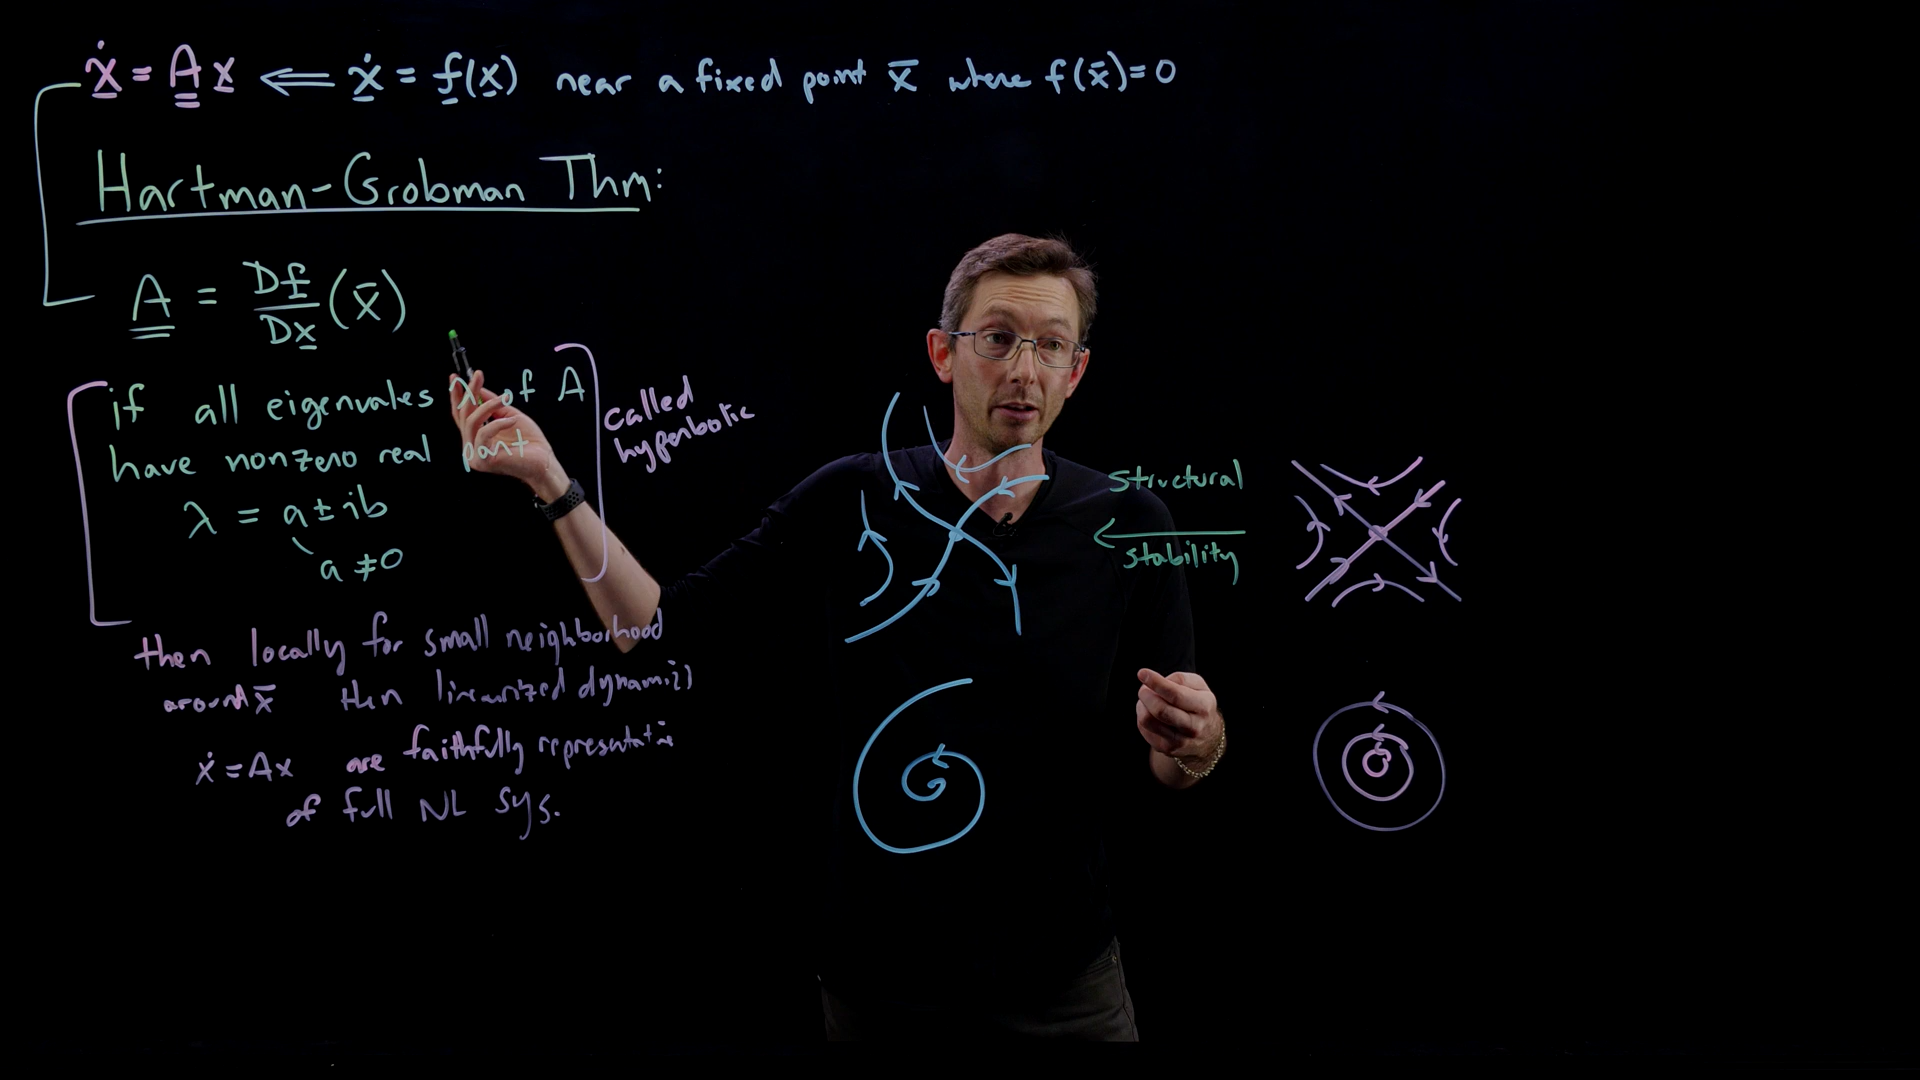 ẋ = A x ⟸ ẋ = f(x) near a fixed point x̄ where f(x̄)=0
Hartman-Grobman Thm:
A = Df/Dx (x̄)
if all eigenvales λ of A
have nonzero real part
λ = a ± ib
a ≠ 0
called
hyperbolic
then locally for small neighborhood
around x̄ then linearized dynamics
ẋ = Ax are faithfully representative
of full NL sys.
Structural
stability